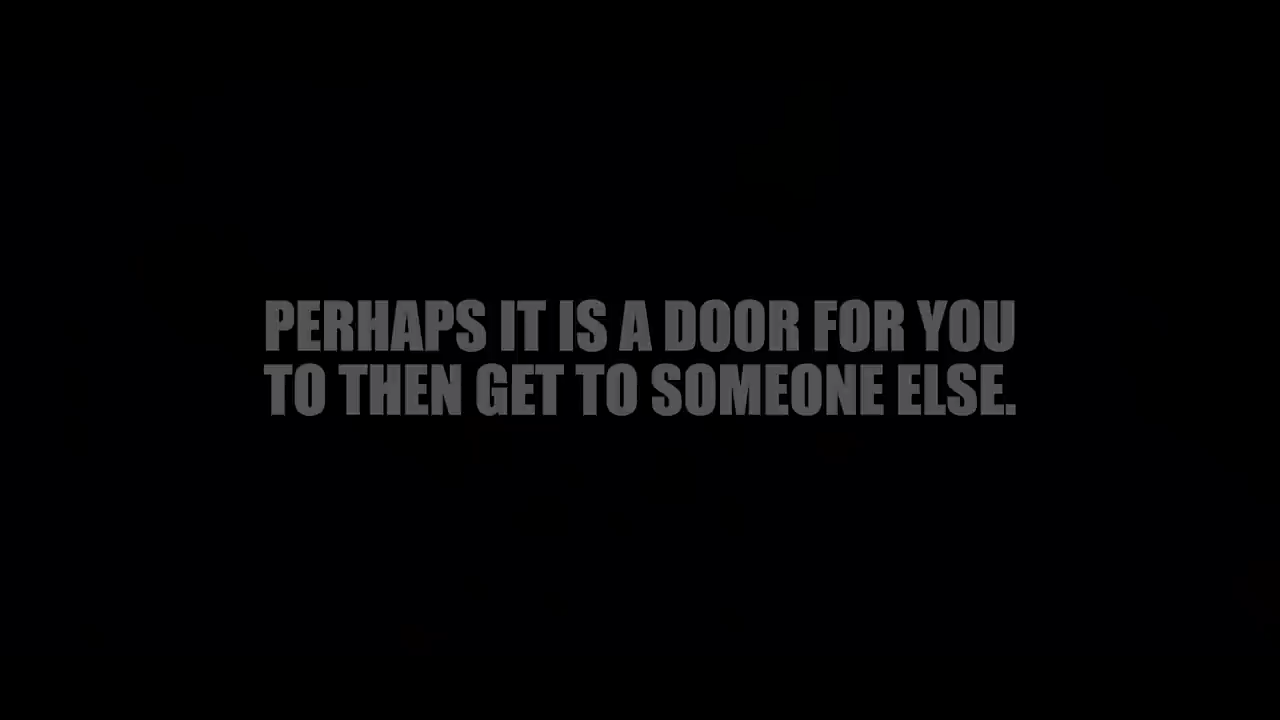 PERHAPS IT IS A DOOR FOR YOU
TO THEN GET TO SOMEONE ELSE.